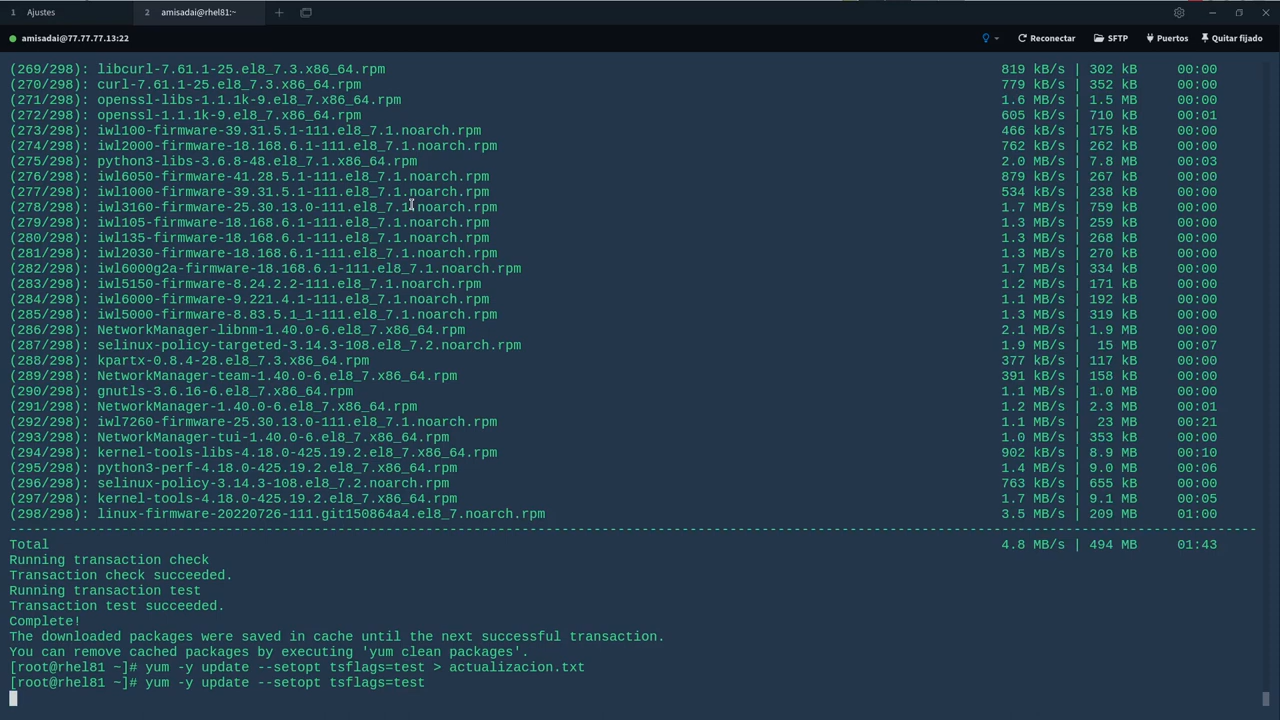 1 Ajustes 2 amisadai@rhel81:~
amisadai@77.77.77.13:22 Reconectar SFTP Puertos Quitar fijado
(269/298): libcurl-7.61.1-25.el8_7.3.x86_64.rpm 819 kB/s | 302 kB 00:00
(270/298): curl-7.61.1-25.el8_7.3.x86_64.rpm 779 kB/s | 352 kB 00:00
(271/298): openssl-libs-1.1.1k-9.el8_7.x86_64.rpm 1.6 MB/s | 1.5 MB 00:00
(272/298): openssl-1.1.1k-9.el8_7.x86_64.rpm 605 kB/s | 710 kB 00:01
(273/298): iwl100-firmware-39.31.5.1-111.el8_7.1.noarch.rpm 466 kB/s | 175 kB 00:00
(274/298): iwl2000-firmware-18.168.6.1-111.el8_7.1.noarch.rpm 762 kB/s | 262 kB 00:00
(275/298): python3-libs-3.6.8-48.el8_7.1.x86_64.rpm 2.0 MB/s | 7.8 MB 00:03
(276/298): iwl6050-firmware-41.28.5.1-111.el8_7.1.noarch.rpm 879 kB/s | 267 kB 00:00
(277/298): iwl1000-firmware-39.31.5.1-111.el8_7.1.noarch.rpm 534 kB/s | 238 kB 00:00
(278/298): iwl3160-firmware-25.30.13.0-111.el8_7.1.noarch.rpm 1.7 MB/s | 759 kB 00:00
(279/298): iwl105-firmware-18.168.6.1-111.el8_7.1.noarch.rpm 1.3 MB/s | 259 kB 00:00
(280/298): iwl135-firmware-18.168.6.1-111.el8_7.1.noarch.rpm 1.3 MB/s | 268 kB 00:00
(281/298): iwl2030-firmware-18.168.6.1-111.el8_7.1.noarch.rpm 1.3 MB/s | 270 kB 00:00
(282/298): iwl6000g2a-firmware-18.168.6.1-111.el8_7.1.noarch.rpm 1.7 MB/s | 334 kB 00:00
(283/298): iwl5150-firmware-8.24.2.2-111.el8_7.1.noarch.rpm 1.2 MB/s | 171 kB 00:00
(284/298): iwl6000-firmware-9.221.4.1-111.el8_7.1.noarch.rpm 1.1 MB/s | 192 kB 00:00
(285/298): iwl5000-firmware-8.83.5.1_1-111.el8_7.1.noarch.rpm 1.3 MB/s | 319 kB 00:00
(286/298): NetworkManager-libnm-1.40.0-6.el8_7.x86_64.rpm 2.1 MB/s | 1.9 MB 00:00
(287/298): selinux-policy-targeted-3.14.3-108.el8_7.2.noarch.rpm 1.9 MB/s | 15 MB 00:07
(288/298): kpartx-0.8.4-28.el8_7.3.x86_64.rpm 377 kB/s | 117 kB 00:00
(289/298): NetworkManager-team-1.40.0-6.el8_7.x86_64.rpm 391 kB/s | 158 kB 00:00
(290/298): gnutls-3.6.16-6.el8_7.x86_64.rpm 1.1 MB/s | 1.0 MB 00:00
(291/298): NetworkManager-1.40.0-6.el8_7.x86_64.rpm 1.2 MB/s | 2.3 MB 00:01
(292/298): iwl7260-firmware-25.30.13.0-111.el8_7.1.noarch.rpm 1.1 MB/s | 23 MB 00:21
(293/298): NetworkManager-tui-1.40.0-6.el8_7.x86_64.rpm 1.0 MB/s | 353 kB 00:00
(294/298): kernel-tools-libs-4.18.0-425.19.2.el8_7.x86_64.rpm 902 kB/s | 8.9 MB 00:10
(295/298): python3-perf-4.18.0-425.19.2.el8_7.x86_64.rpm 1.4 MB/s | 9.0 MB 00:06
(296/298): selinux-policy-3.14.3-108.el8_7.2.noarch.rpm 763 kB/s | 655 kB 00:00
(297/298): kernel-tools-4.18.0-425.19.2.el8_7.x86_64.rpm 1.7 MB/s | 9.1 MB 00:05
(298/298): linux-firmware-20220726-111.git150864a4.el8_7.noarch.rpm 3.5 MB/s | 209 MB 01:00
--------------------------------------------------------------------------------
Total 4.8 MB/s | 494 MB 01:43
Running transaction check
Transaction check succeeded.
Running transaction test
Transaction test succeeded.
Complete!
The downloaded packages were saved in cache until the next successful transaction.
You can remove cached packages by executing 'yum clean packages'.
[root@rhel81 ~]# yum -y update --setopt tsflags=test > actualizacion.txt
[root@rhel81 ~]# yum -y update --setopt tsflags=test